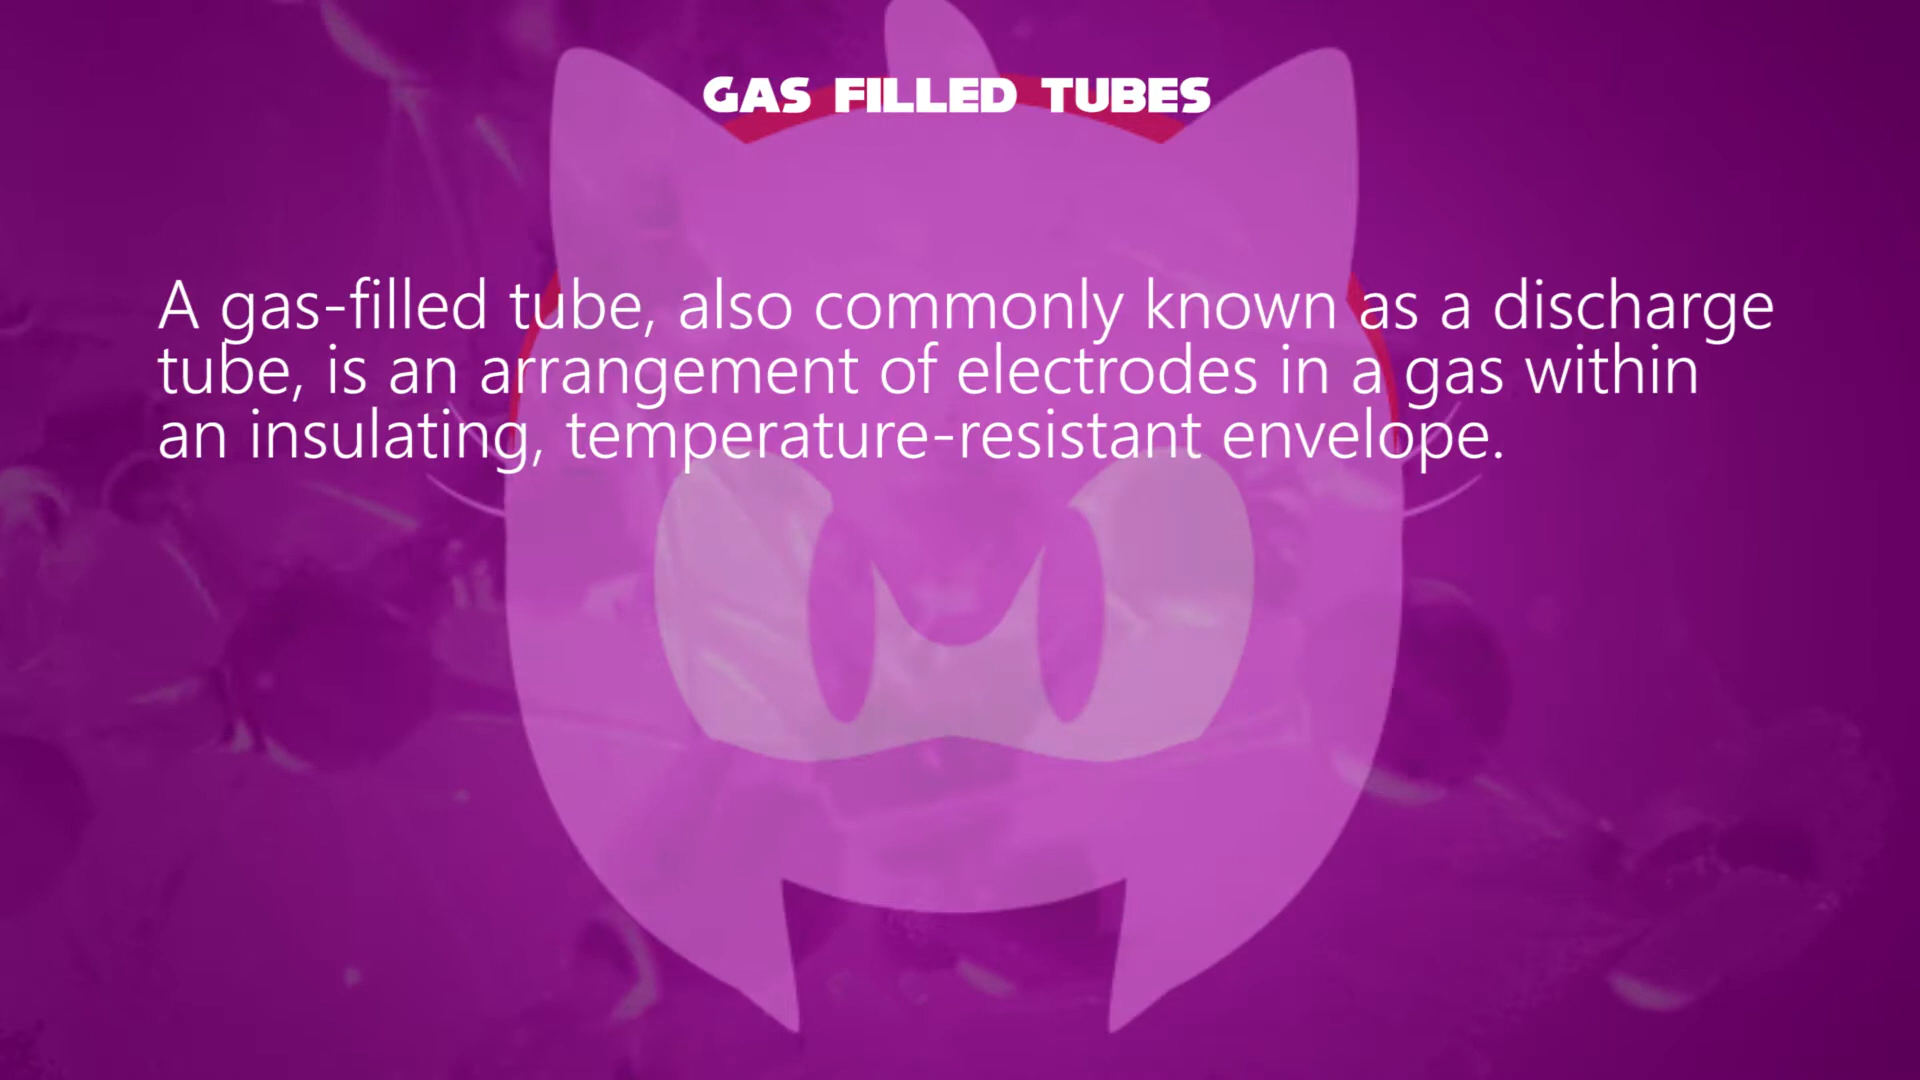 GAS FILLED TUBES
A gas-filled tube, also commonly known as a discharge
tube, is an arrangement of electrodes in a gas within
an insulating, temperature-resistant envelope.